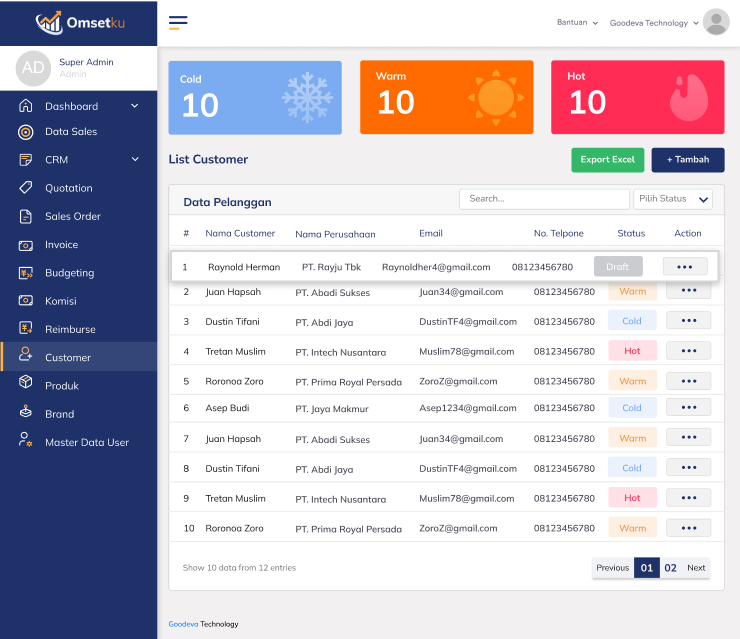 Omsetku
Bantuan
Goodeva Technology
AD
Super Admin
Admin
Dashboard
Data Sales
CRM
Quotation
Sales Order
Invoice
Budgeting
Komisi
Reimburse
Customer
Produk
Brand
Master Data User
Cold
10
Warm
10
Hot
10
List Customer
Export Excel
+ Tambah
Data Pelanggan
Search...
Pilih Status
# Nama Customer Nama Perusahaan Email No. Telpone Status Action
1 Raynold Herman PT. Rayju Tbk Raynoldher4@gmail.com 08123456780 Draft
2 Juan Hapsah PT. Abadi Sukses Juan34@gmail.com 08123456780 Warm
3 Dustin Tifani PT. Abdi Jaya DustinTF4@gmail.com 08123456780 Cold
4 Tretan Muslim PT. Intech Nusantara Muslim78@gmail.com 08123456780 Hot
5 Roronoa Zoro PT. Prima Royal Persada ZoroZ@gmail.com 08123456780 Warm
6 Asep Budi PT. Jaya Makmur Asep1234@gmail.com 08123456780 Cold
7 Juan Hapsah PT. Abadi Sukses Juan34@gmail.com 08123456780 Warm
8 Dustin Tifani PT. Abdi Jaya DustinTF4@gmail.com 08123456780 Cold
9 Tretan Muslim PT. Intech Nusantara Muslim78@gmail.com 08123456780 Hot
10 Roronoa Zoro PT. Prima Royal Persada ZoroZ@gmail.com 08123456780 Warm
Show 10 data from 12 entries
Previous 01 02 Next
Goodeva Technology